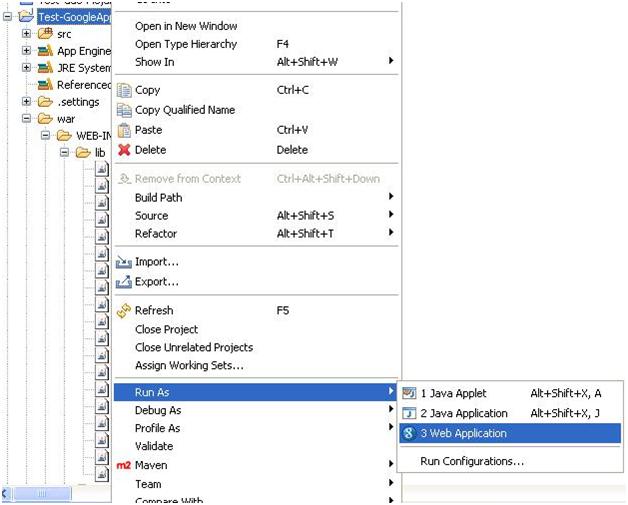 Test-GoogleApp
src
App Engine
JRE System
Referenced
.settings
war
WEB-IN
lib
Open in New Window
Open Type Hierarchy F4
Show In Alt+Shift+W
Copy Ctrl+C
Copy Qualified Name
Paste Ctrl+V
Delete Delete
Remove from Context Ctrl+Alt+Shift+Down
Build Path
Source Alt+Shift+S
Refactor Alt+Shift+T
Import...
Export...
Refresh F5
Close Project
Close Unrelated Projects
Assign Working Sets...
Run As
Debug As
Profile As
Validate
m2 Maven
Team
Compare With
1 Java Applet Alt+Shift+X, A
2 Java Application Alt+Shift+X, J
3 Web Application
Run Configurations...